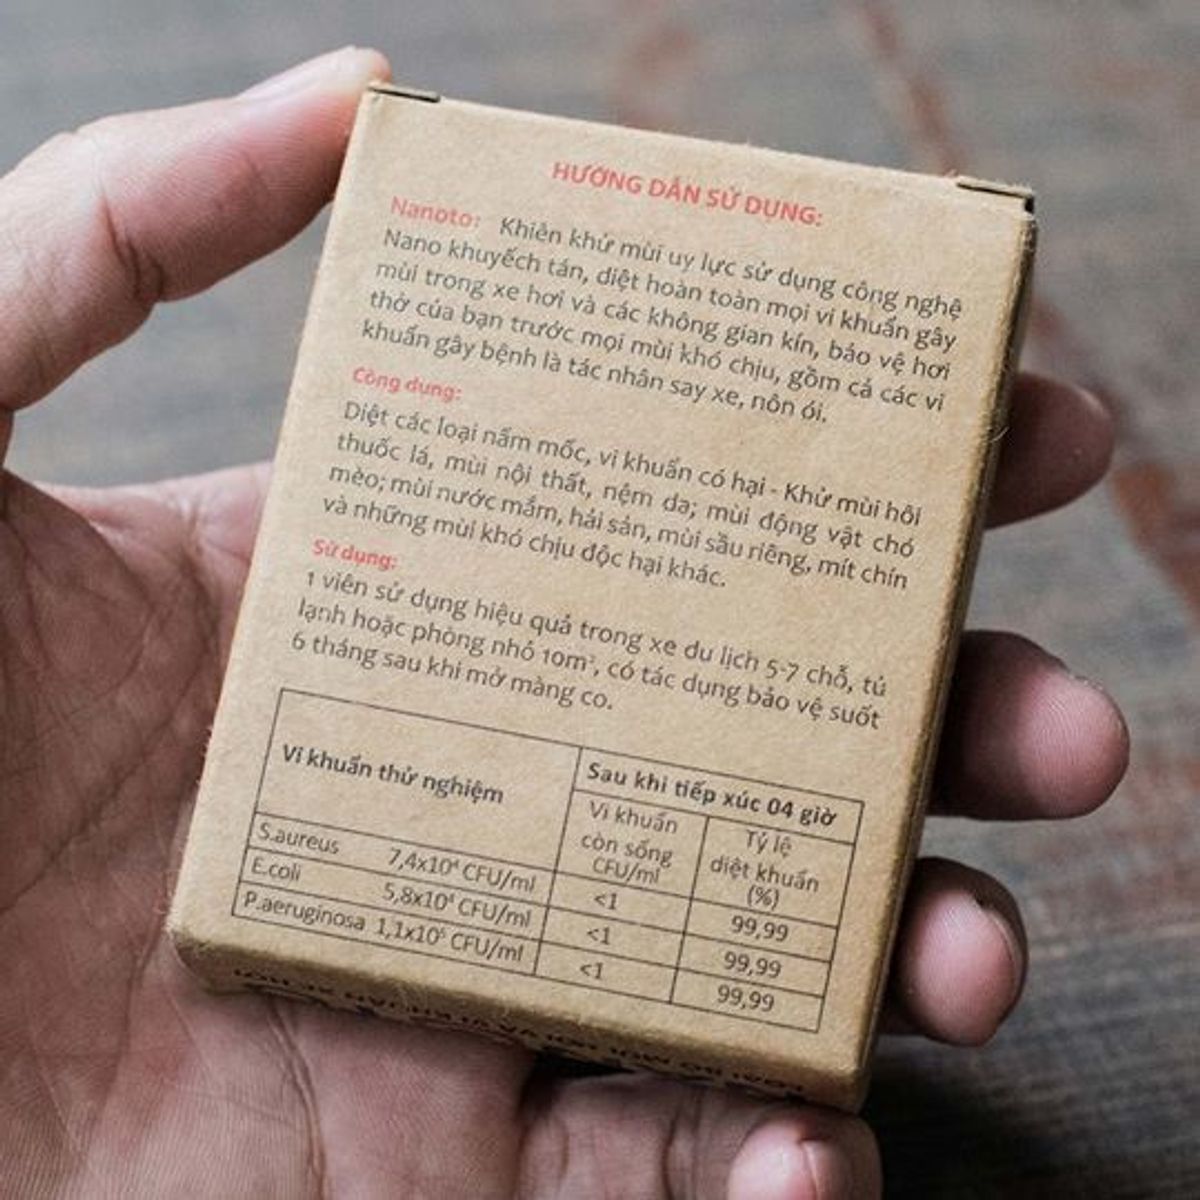 HƯỚNG DẪN SỬ DỤNG:
Nanoto: Khiên khử mùi uy lực sử dụng công nghệ
Nano khuyếch tán, diệt hoàn toàn mọi vi khuẩn gây
mùi trong xe hơi và các không gian kín, bảo vệ hơi
thở của bạn trước mọi mùi khó chịu, gồm cả các vi
khuẩn gây bệnh là tác nhân say xe, nôn ói.
Công dụng:
Diệt các loại nấm mốc, vi khuẩn có hại - Khử mùi hôi
thuốc lá, mùi nội thất, nệm da; mùi động vật chó
mèo; mùi nước mắm, hải sản, mùi sầu riêng, mít chín
và những mùi khó chịu độc hại khác.
Sử dụng:
1 viên sử dụng hiệu quả trong xe du lịch 5-7 chỗ, tủ
lạnh hoặc phòng nhỏ 10m², có tác dụng bảo vệ suốt
6 tháng sau khi mở màng co.
Vi khuẩn thử nghiệm
Sau khi tiếp xúc 04 giờ
Vi khuẩn
còn sống
CFU/ml
Tỷ lệ
diệt khuẩn
(%)
S.aureus 7,4x10⁴ CFU/ml <1 99,99
E.coli 5,8x10⁴ CFU/ml <1 99,99
P.aeruginosa 1,1x10⁵ CFU/ml <1 99,99